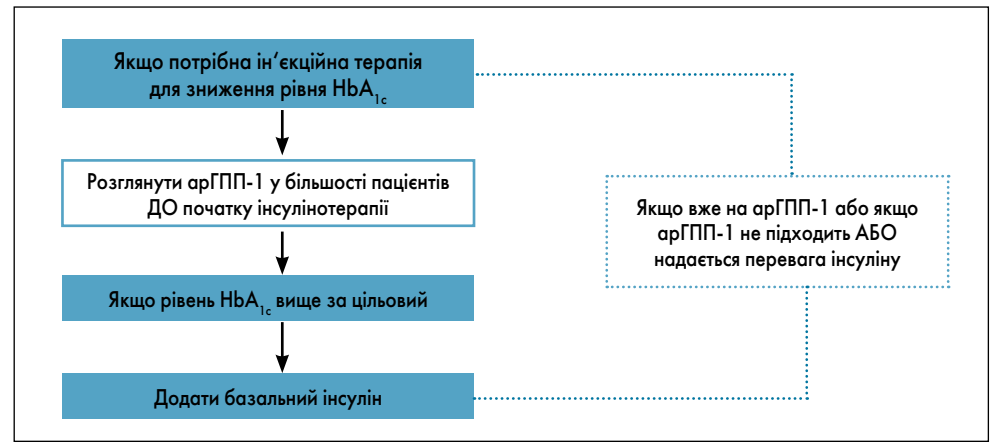 Якщо потрібна ін’єкційна терапія
для зниження рівня HbA1c
Розглянути арГПП-1 у більшості пацієнтів
ДО початку інсулінотерапії
Якщо рівень HbA1c вище за цільовий
Додати базальний інсулін
Якщо вже на арГПП-1 або якщо
арГПП-1 не підходить АБО
надається перевага інсуліну